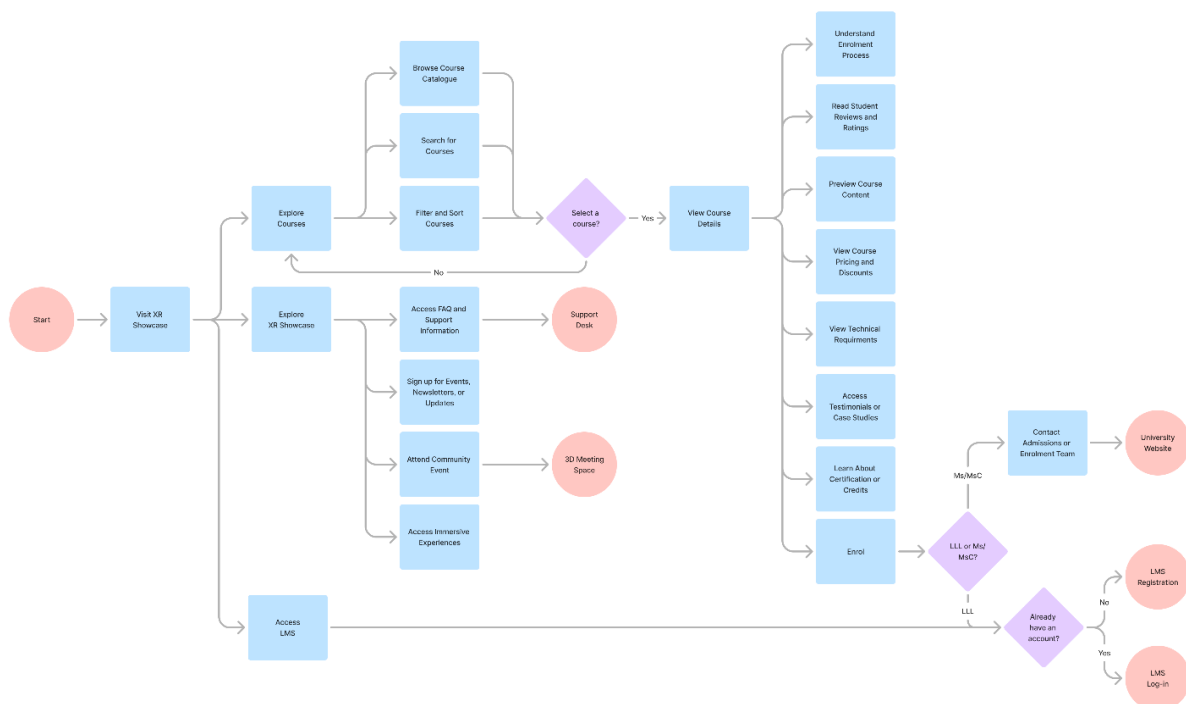 Understand
Enrolment
Process
Browse Course
Catalogue
Read Student
Reviews and
Ratings
Search for
Courses
Preview Course
Content
Explore
Courses
Filter and Sort
Courses
Select a
course?
Yes
View Course
Details
View Course
Pricing and
Discounts
No
Start
Visit XR
Showcase
Explore
XR Showcase
Access FAQ and
Support
Information
Support
Desk
View Technical
Requirments
Sign up for Events,
Newsletters, or
Updates
Access
Testimonials or
Case Studies
Contact
Admissions or
Enrolment Team
University
Website
Attend Community
Event
3D Meeting
Space
Learn About
Certification or
Credits
Ms/MsC
Access Immersive
Experiences
Enrol
LLL or Ms/
MsC?
LMS
Registration
No
LLL
Access
LMS
Already
have an
account?
Yes
LMS
Log-in